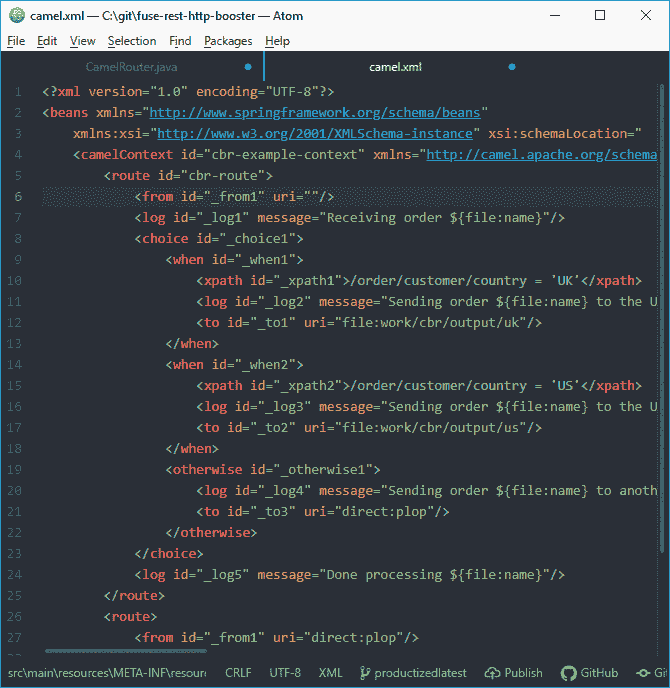 camel.xml — C:\git\fuse-rest-http-booster — Atom
File Edit View Selection Find Packages Help
CamelRouter.java camel.xml
1 <?xml version="1.0" encoding="UTF-8"?>
2 <beans xmlns="http://www.springframework.org/schema/beans"
3 xmlns:xsi="http://www.w3.org/2001/XMLSchema-instance" xsi:schemaLocation="
4 <camelContext id="cbr-example-context" xmlns="http://camel.apache.org/schema
5 <route id="cbr-route">
6 <from id="_from1" uri=""/>
7 <log id="_log1" message="Receiving order ${file:name}"/>
8 <choice id="_choice1">
9 <when id="_when1">
10 <xpath id="_xpath1">/order/customer/country = 'UK'</xpath>
11 <log id="_log2" message="Sending order ${file:name} to the U
12 <to id="_to1" uri="file:work/cbr/output/uk"/>
13 </when>
14 <when id="_when2">
15 <xpath id="_xpath2">/order/customer/country = 'US'</xpath>
16 <log id="_log3" message="Sending order ${file:name} to the U
17 <to id="_to2" uri="file:work/cbr/output/us"/>
18 </when>
19 <otherwise id="_otherwise1">
20 <log id="_log4" message="Sending order ${file:name} to anoth
21 <to id="_to3" uri="direct:plop"/>
22 </otherwise>
23 </choice>
24 <log id="_log5" message="Done processing ${file:name}"/>
25 </route>
26 <route>
27 <from id="_from1" uri="direct:plop"/>
src\main\resources\META-INF\resour CRLF UTF-8 XML productizedlatest Publish GitHub Gi